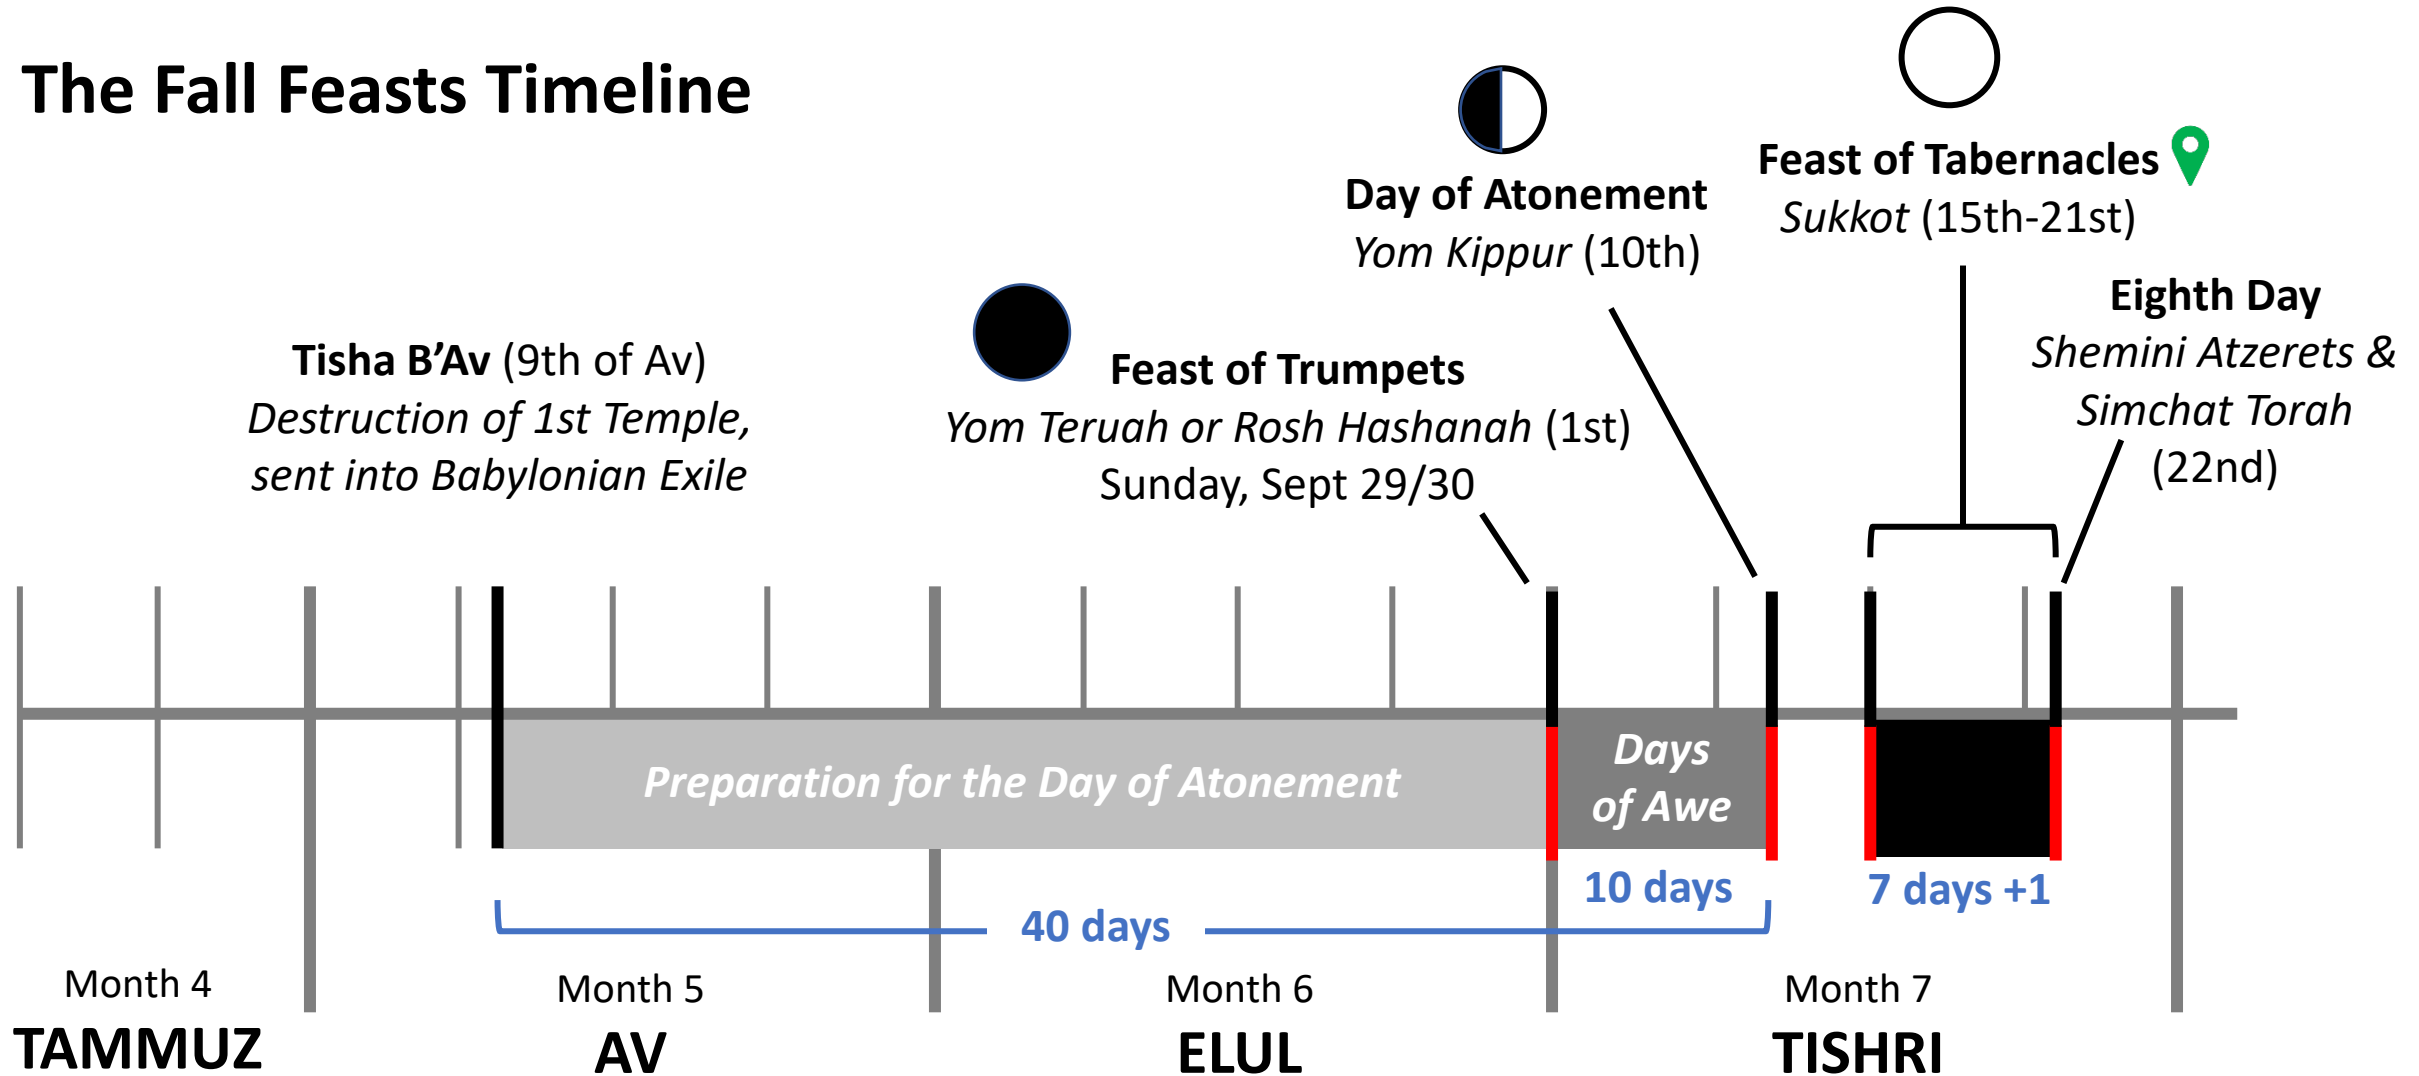 The Fall Feasts Timeline
Day of Atonement
Yom Kippur (10th)
Feast of Tabernacles
Sukkot (15th-21st)
Eighth Day
Shemini Atzerets &
Simchat Torah
(22nd)
Tisha B’Av (9th of Av)
Destruction of 1st Temple,
sent into Babylonian Exile
Feast of Trumpets
Yom Teruah or Rosh Hashanah (1st)
Sunday, Sept 29/30
Preparation for the Day of Atonement
Days
of Awe
10 days
7 days +1
40 days
Month 4
TAMMUZ
Month 5
AV
Month 6
ELUL
Month 7
TISHRI